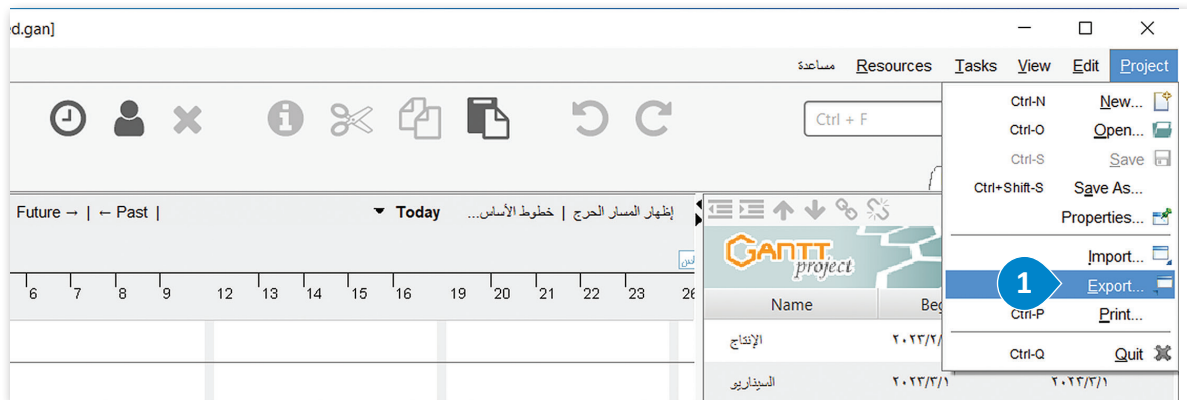 d.gan]
Project Edit View Tasks Resources مساعدة
Ctrl + F
New... Ctrl-N
Open... Ctrl-O
Save Ctrl-S
Save As... Ctrl+Shift-S
Properties...
Import...
Export...
1
Print... Ctrl-P
Quit Ctrl-Q
إظهار المسار الحرج | خطوط الأساس... Today
Future → | ← Past |
GANTT
project
6 7 8 9 12 13 14 15 16 19 20 21 22 23 26
Name
الإنتاج
السيناريو ٢٠٢٣/٣/١ ٢٠٢٣/٣/١